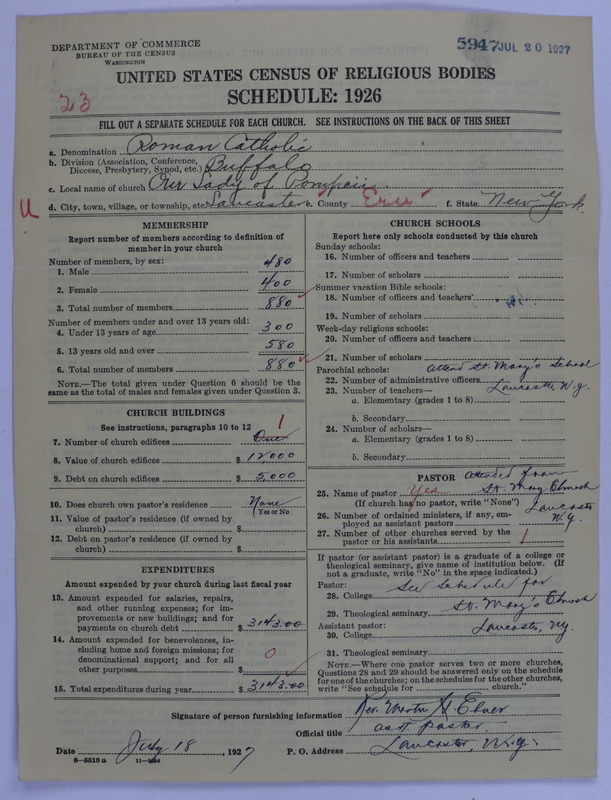 DEPARTMENT OF COMMERCE
BUREAU OF THE CENSUS
WASHINGTON
5947 JUL 20 1927
UNITED STATES CENSUS OF RELIGIOUS BODIES
SCHEDULE: 1926
23
FILL OUT A SEPARATE SCHEDULE FOR EACH CHURCH. SEE INSTRUCTIONS ON THE BACK OF THIS SHEET
a. Denomination Roman Catholic
b. Division (Association, Conference, Diocese, Presbytery, Synod, etc.) Buffalo
c. Local name of church Our Lady of Pompeii
U d. City, town, village, or township, etc. Lancaster e. County Erie f. State New York.
MEMBERSHIP
Report number of members according to definition of
member in your church
Number of members, by sex:
1. Male 480
2. Female 400
3. Total number of members 880
Number of members under and over 13 years old:
4. Under 13 years of age 300
5. 13 years old and over 580
6. Total number of members 880
NOTE.—The total given under Question 6 should be the
same as the total of males and females given under Question 3.
CHURCH BUILDINGS
See instructions, paragraphs 10 to 12 1
7. Number of church edifices One
8. Value of church edifices $ 12000
9. Debt on church edifices $ 5,000
10. Does church own pastor's residence? None
Yes or No
11. Value of pastor's residence (if owned by
church) $
12. Debt on pastor's residence (if owned by
church) $
EXPENDITURES
Amount expended by your church during last fiscal year
13. Amount expended for salaries, repairs,
and other running expenses; for im-
provements or new buildings; and for
payments on church debt $ 3143.00
14. Amount expended for benevolences, in-
cluding home and foreign missions; for
denominational support; and for all
other purposes $ 0
15. Total expenditures during year $ 3143.00
CHURCH SCHOOLS
Report here only schools conducted by this church
Sunday schools:
16. Number of officers and teachers
17. Number of scholars
Summer vacation Bible schools:
18. Number of officers and teachers
19. Number of scholars
Week-day religious schools:
20. Number of officers and teachers
21. Number of scholars
Parochial schools: attend St. Mary's School
22. Number of administrative officers Lancaster, N.Y.
23. Number of teachers—
a. Elementary (grades 1 to 8)
b. Secondary
24. Number of scholars—
a. Elementary (grades 1 to 8)
b. Secondary
PASTOR attended from
25. Name of pastor Yes St. Mary Church
(If church has no pastor, write "None") Lancaster
26. Number of ordained ministers, if any, em-
ployed as assistant pastors N.Y.
27. Number of other churches served by the
pastor or his assistants 1
If pastor (or assistant pastor) is a graduate of a college or
theological seminary, give name of institution below. (If
not a graduate, write "No" in the space indicated.)
Pastor: See Schedule for
28. College
29. Theological seminary St. Mary's Church
Assistant pastor: Lancaster, N.Y.
30. College
31. Theological seminary
NOTE.—Where one pastor serves two or more churches,
Questions 28 and 29 should be answered only on the schedule
for one of the churches; on the schedules for the other churches,
write "See schedule for church."
Signature of person furnishing information Rev.
Official title asst pastor.
Date July 18, 1927 P. O. Address Lancaster, N.Y.
8—5518 a